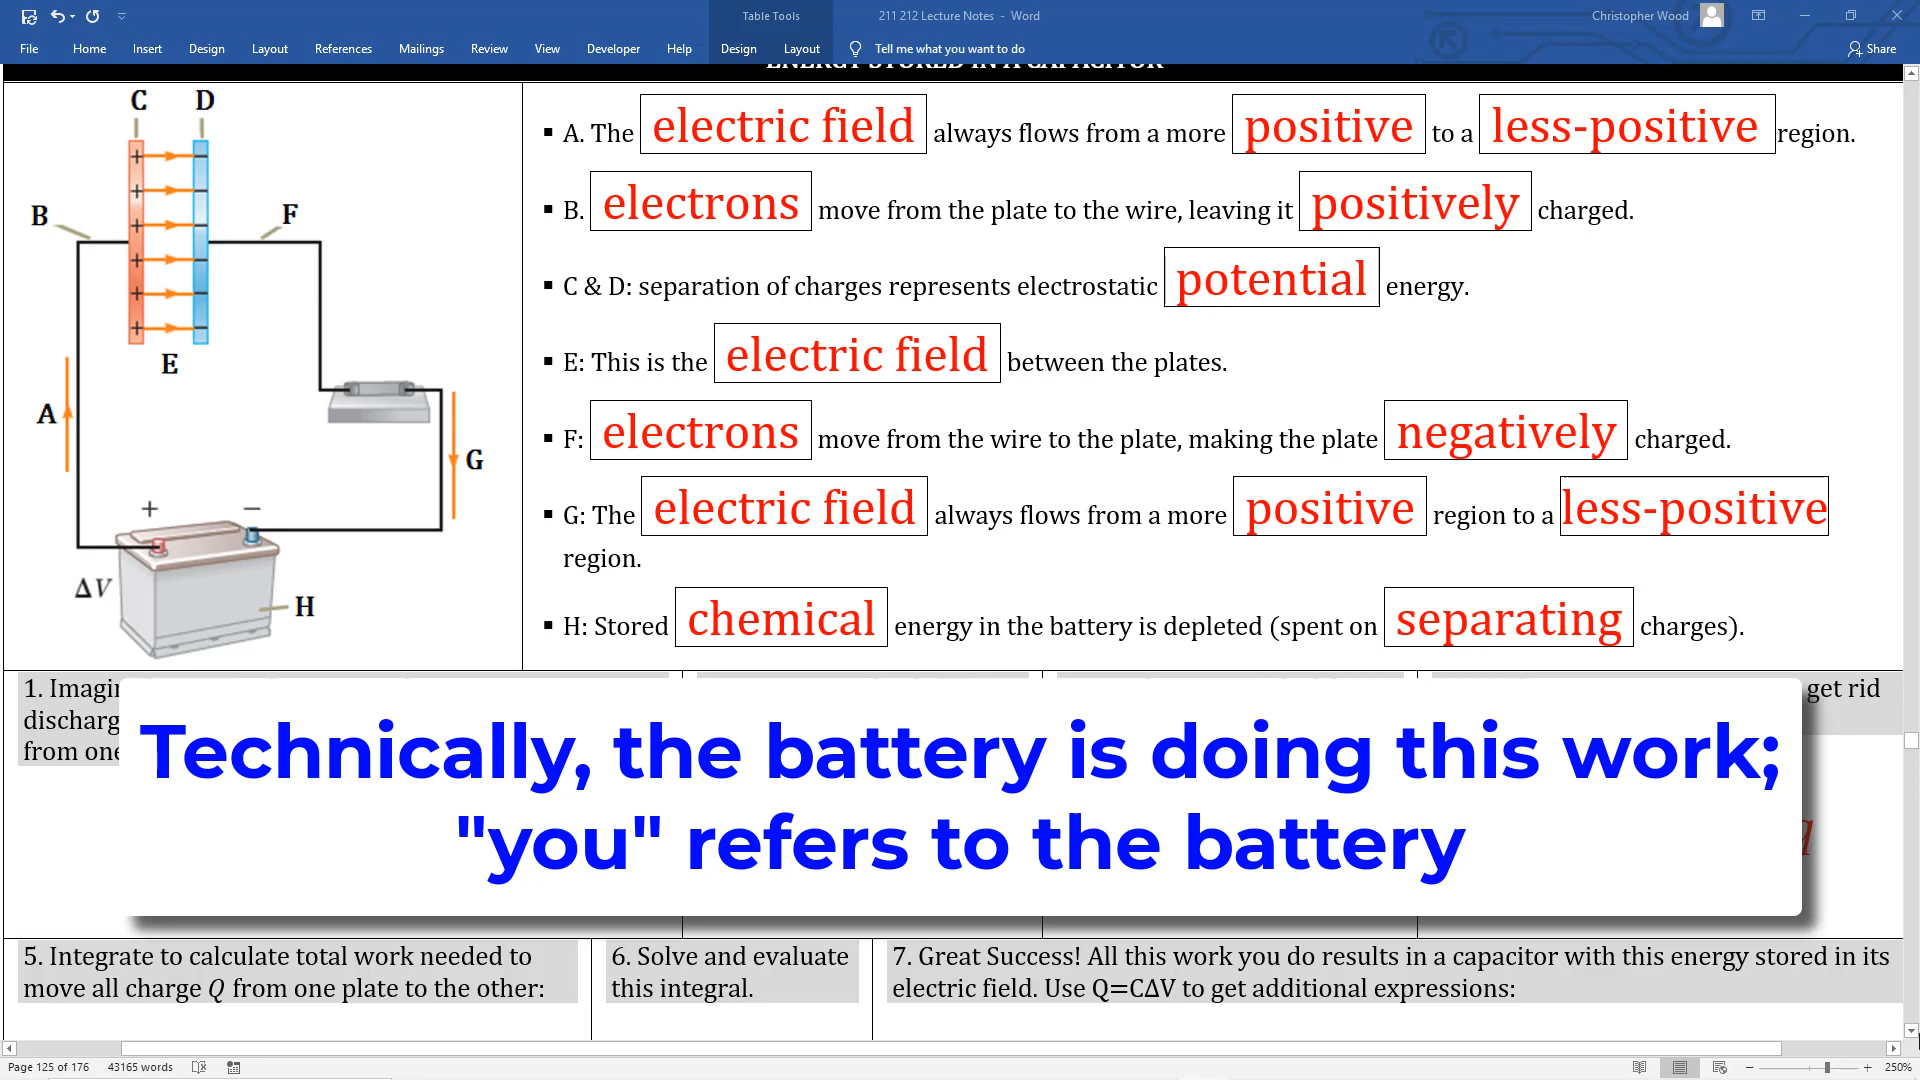 Table Tools
211 212 Lecture Notes - Word
Christopher Wood
File Home Insert Design Layout References Mailings Review View Developer Help Design Layout Tell me what you want to do Share
ENERGY STORED IN A CAPACITOR
C D
B F
E
A
G
+ −
ΔV
H
▪ A. The electric field always flows from a more positive to a less-positive region.
▪ B. electrons move from the plate to the wire, leaving it positively charged.
▪ C & D: separation of charges represents electrostatic potential energy.
▪ E: This is the electric field between the plates.
▪ F: electrons move from the wire to the plate, making the plate negatively charged.
▪ G: The electric field always flows from a more positive region to a less-positive
region.
▪ H: Stored chemical energy in the battery is depleted (spent on separating charges).
1. get rid
from
Technically, the battery is doing this work;
"you" refers to the battery
5. Integrate to calculate total work needed to
move all charge Q from one plate to the other:
6. Solve and evaluate
this integral.
7. Great Success! All this work you do results in a capacitor with this energy stored in its
electric field. Use Q=CΔV to get additional expressions:
Page 125 of 176 43165 words 250%